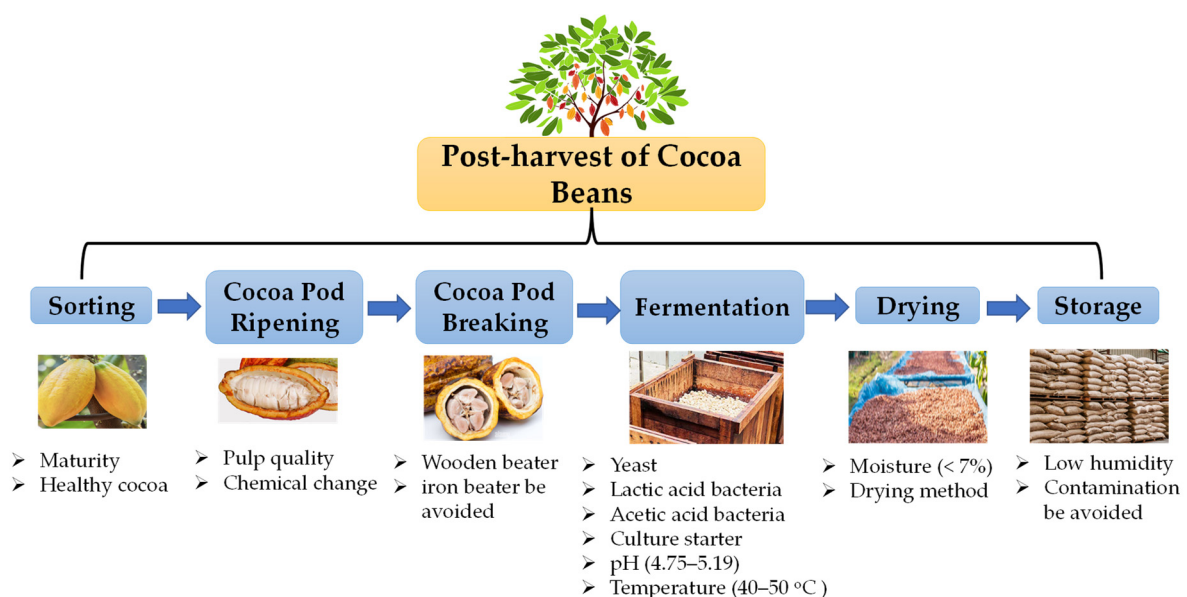 Post-harvest of Cocoa
Beans
Sorting
Cocoa Pod
Ripening
Cocoa Pod
Breaking
Fermentation
Drying
Storage
➢ Maturity
➢ Healthy cocoa
➢ Pulp quality
➢ Chemical change
➢ Wooden beater
➢ iron beater be
avoided
➢ Yeast
➢ Lactic acid bacteria
➢ Acetic acid bacteria
➢ Culture starter
➢ pH (4.75–5.19)
➢ Temperature (40–50 °C )
➢ Moisture (< 7%)
➢ Drying method
➢ Low humidity
➢ Contamination
be avoided